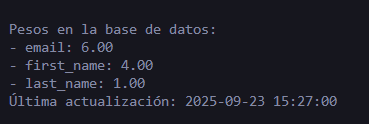 Pesos en la base de datos:
- email: 6.00
- first_name: 4.00
- last_name: 1.00
Última actualización: 2025-09-23 15:27:00